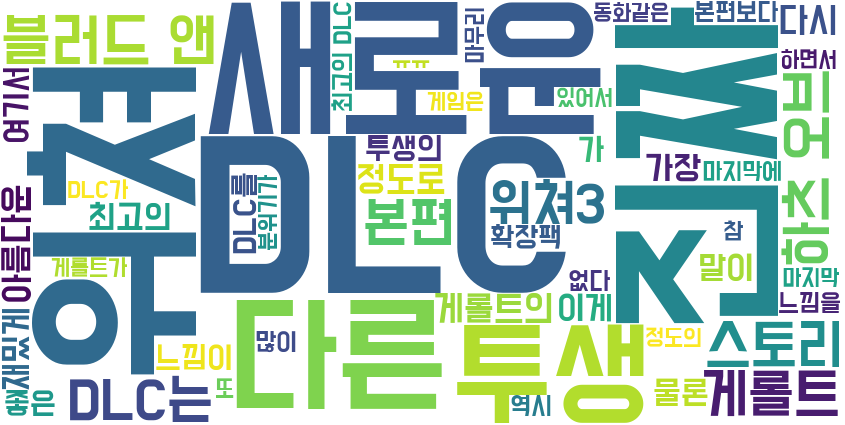 블러드 앤
새로운
최고의 DLC
마무리
동화같은
본편보다
다시
ㅠㅠ
게임은
있어서
하면서
여기서
DLC
투생의
가
가장
마지막에
정도로
DLC가
최고의
DLC를
분위기가
본편
위쳐3
확장팩
참
아름다운
게롤트가
없다
말이
마지막
느낌을
게롤트의
이게
다른
투생
재밌게
많이
느낌이
정도의
스토리
좋은
DLC는
또
역시
물론
게롤트